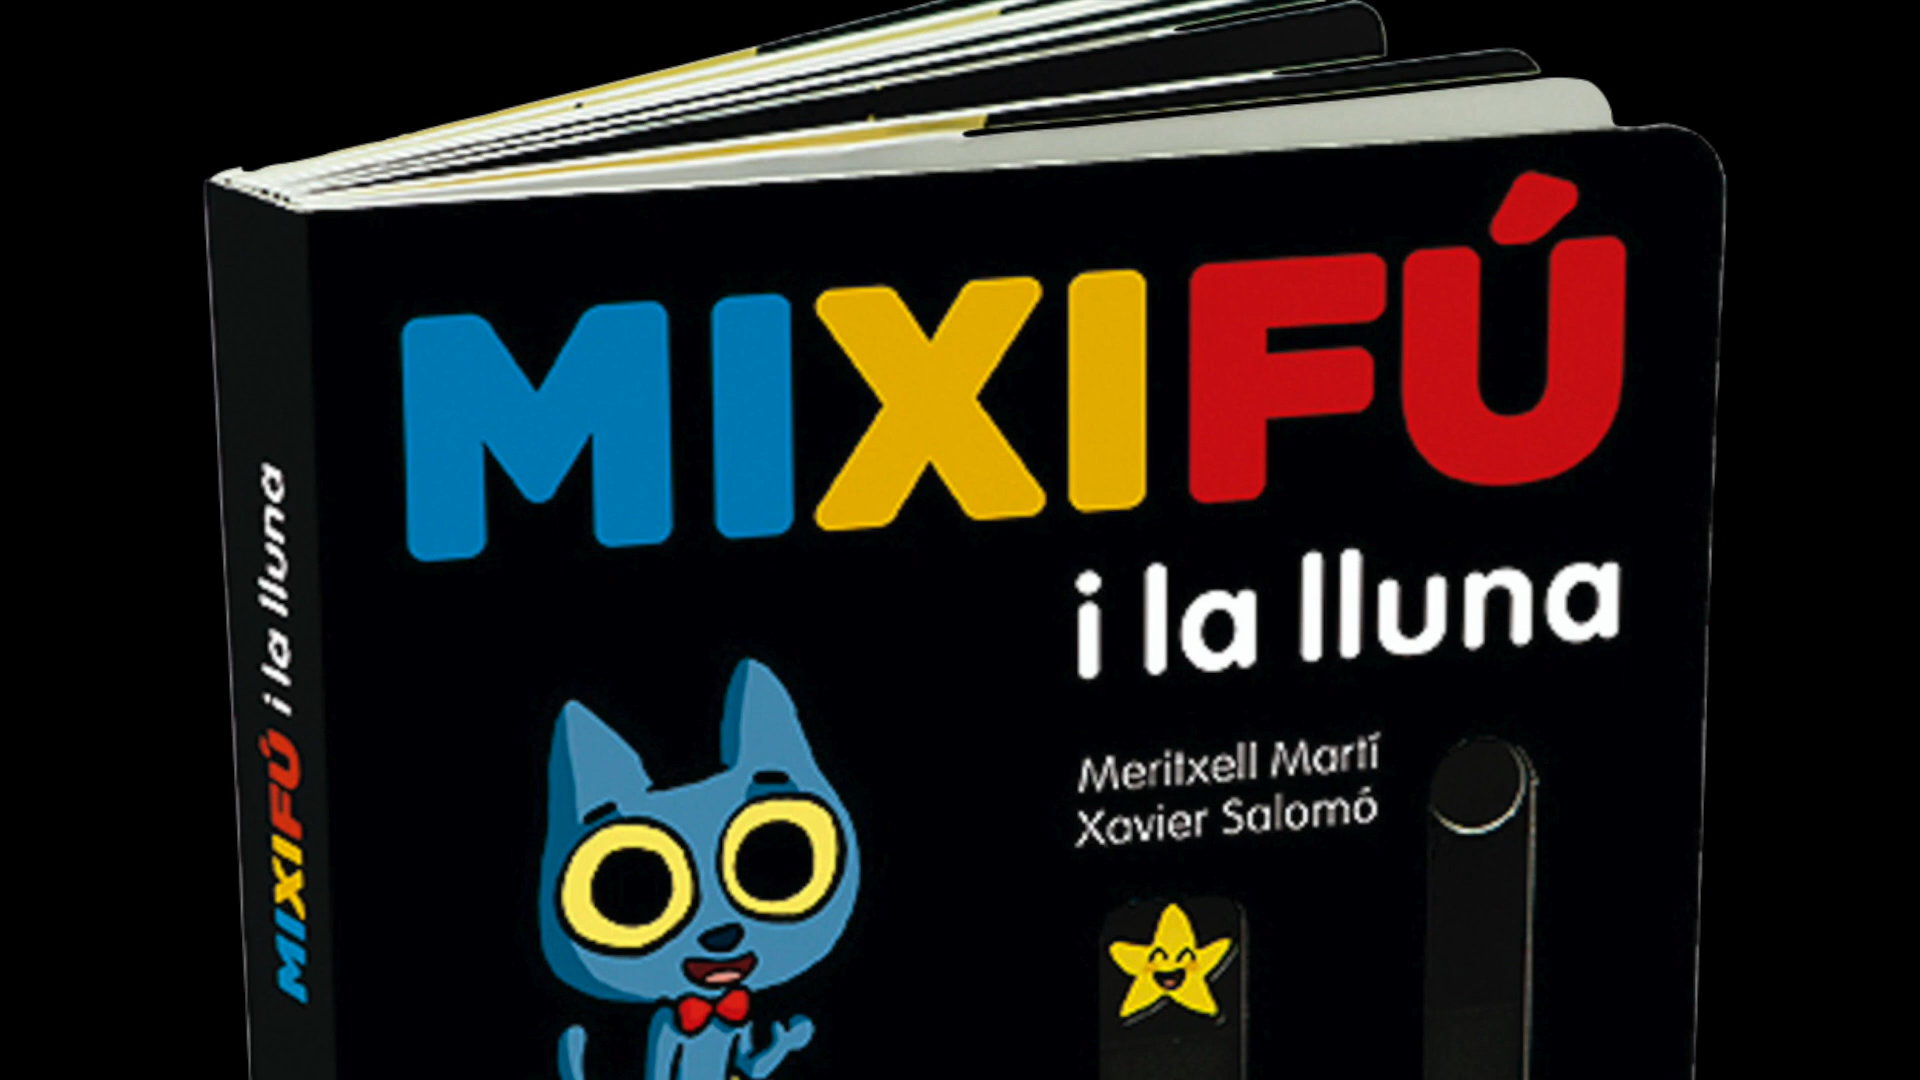 MIXIFÚ
i la lluna
Meritxell Martí
Xavier Salomó
MIXIFÚ i la lluna